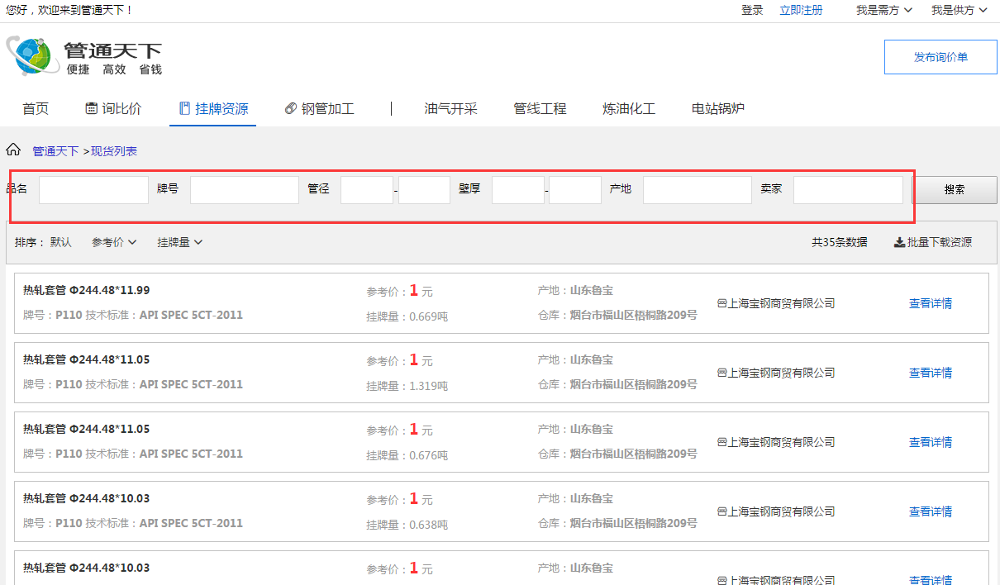 您好，欢迎来到管通天下！ 登录 立即注册 我是需方 我是供方
管通天下
便捷 高效 省钱
发布询价单
首页 询比价 挂牌资源 钢管加工 | 油气开采 管线工程 炼油化工 电站锅炉
管通天下 >现货列表
品名 牌号 管径 - 壁厚 - 产地 卖家 搜索
排序： 默认 参考价 挂牌量 共35条数据 批量下载资源
热轧套管 Φ244.48*11.99 参考价：1 元 产地：山东鲁宝
上海宝钢商贸有限公司 查看详情
牌号：P110 技术标准：API SPEC 5CT-2011 挂牌量：0.669吨 仓库：烟台市福山区梧桐路209号
热轧套管 Φ244.48*11.05 参考价：1 元 产地：山东鲁宝
上海宝钢商贸有限公司 查看详情
牌号：P110 技术标准：API SPEC 5CT-2011 挂牌量：1.319吨 仓库：烟台市福山区梧桐路209号
热轧套管 Φ244.48*11.05 参考价：1 元 产地：山东鲁宝
上海宝钢商贸有限公司 查看详情
牌号：P110 技术标准：API SPEC 5CT-2011 挂牌量：0.676吨 仓库：烟台市福山区梧桐路209号
热轧套管 Φ244.48*10.03 参考价：1 元 产地：山东鲁宝
上海宝钢商贸有限公司 查看详情
牌号：P110 技术标准：API SPEC 5CT-2011 挂牌量：0.638吨 仓库：烟台市福山区梧桐路209号
热轧套管 Φ244.48*10.03 参考价：1 元 产地：山东鲁宝
上海宝钢商贸有限公司 查看详情